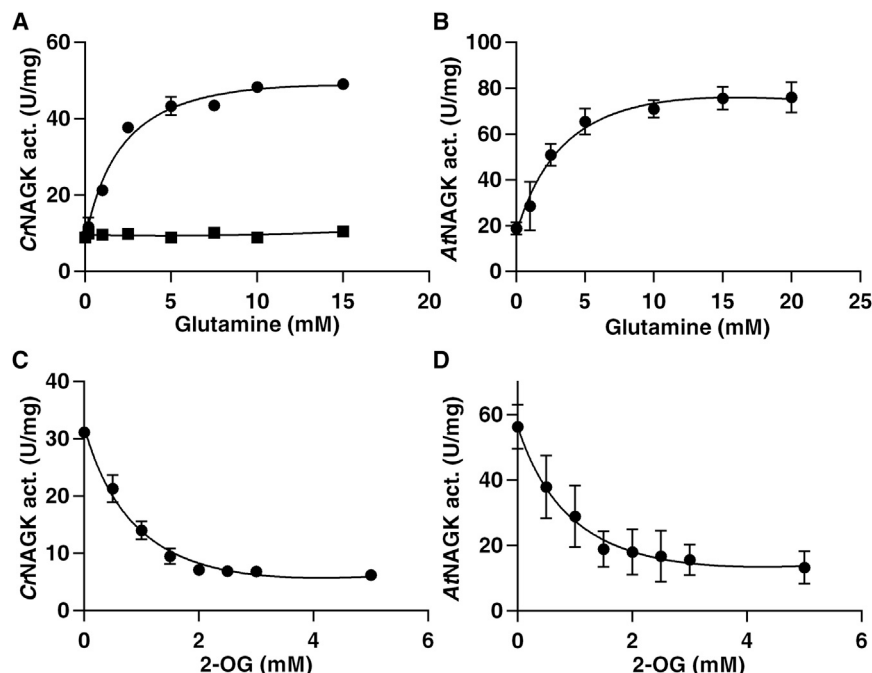 A
CrNAGK act. (U/mg)
60
40
20
0
0 5 10 15 20
Glutamine (mM)
B
AtNAGK act. (U/mg)
100
80
60
40
20
0
0 5 10 15 20 25
Glutamine (mM)
C
CrNAGK act. (U/mg)
40
30
20
10
0
0 2 4 6
2-OG (mM)
D
AtNAGK act. (U/mg)
60
40
20
0
0 2 4 6
2-OG (mM)